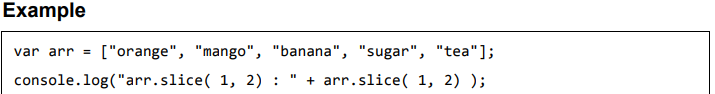 Example
var arr = ["orange", "mango", "banana", "sugar", "tea"];
console.log("arr.slice( 1, 2) : " + arr.slice( 1, 2) );